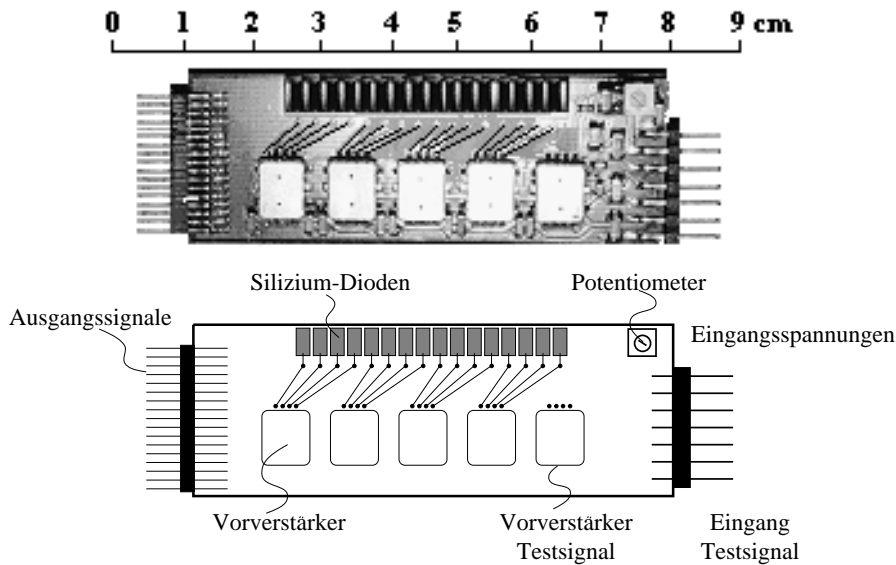 0 1 2 3 4 5 6 7 8 9 cm
Silizium-Dioden
Potentiometer
Ausgangssignale
Eingangsspannungen
Vorverstärker
Vorverstärker
Testsignal
Eingang
Testsignal